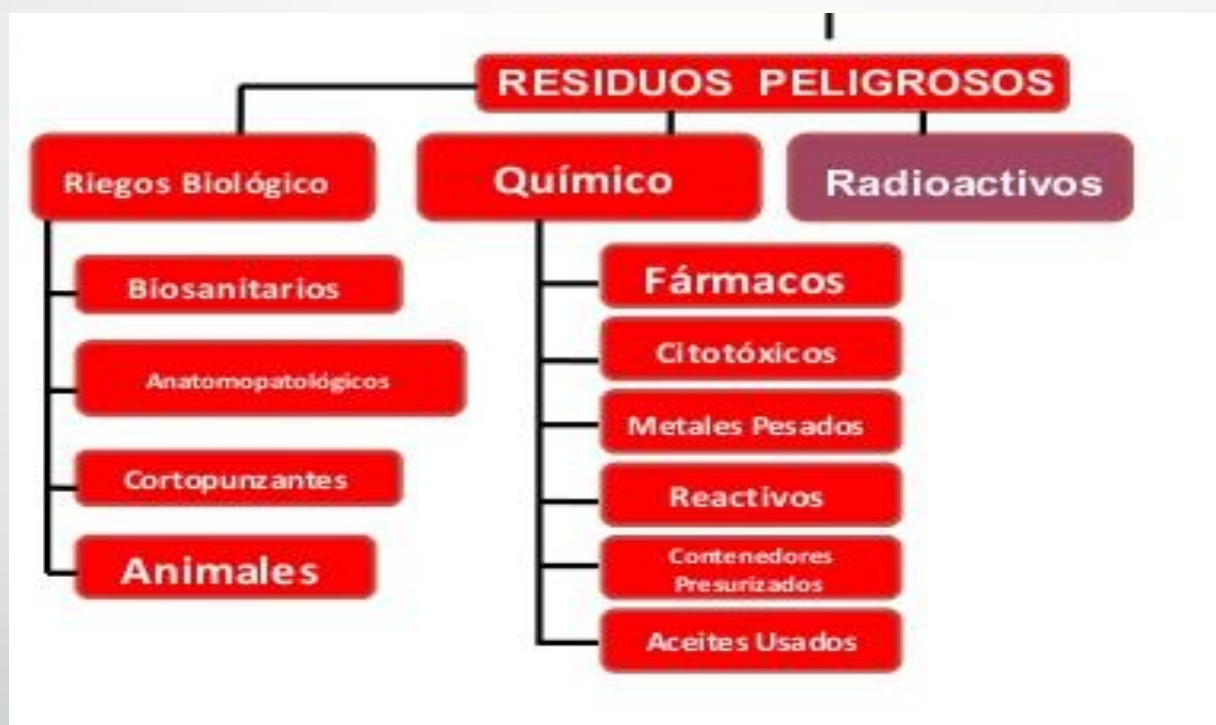 RESIDUOS PELIGROSOS
Riegos Biológico
Químico
Radioactivos
Biosanitarios
Anatomopatológicos
Cortopunzantes
Animales
Fármacos
Citotóxicos
Metales Pesados
Reactivos
Contenedores
Presurizados
Aceites Usados